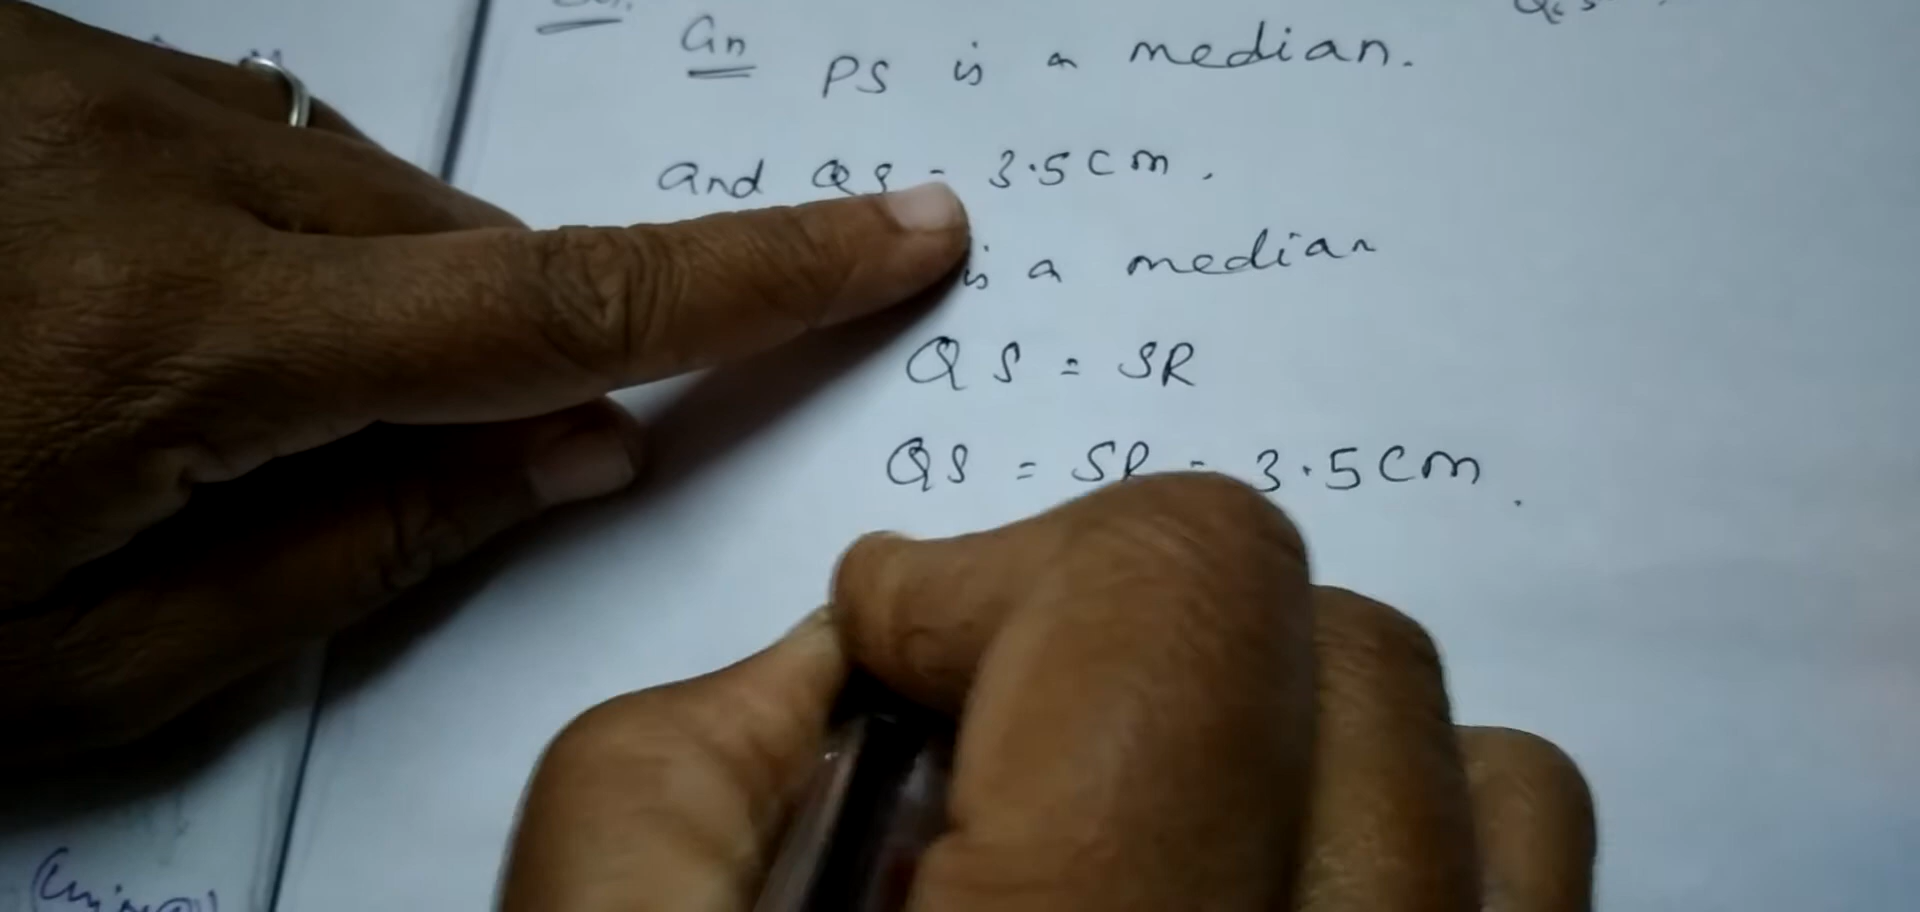 Gn PS is a median.
and QS = 3.5cm.
is a median
QS = SR
QS = SR = 3.5cm.